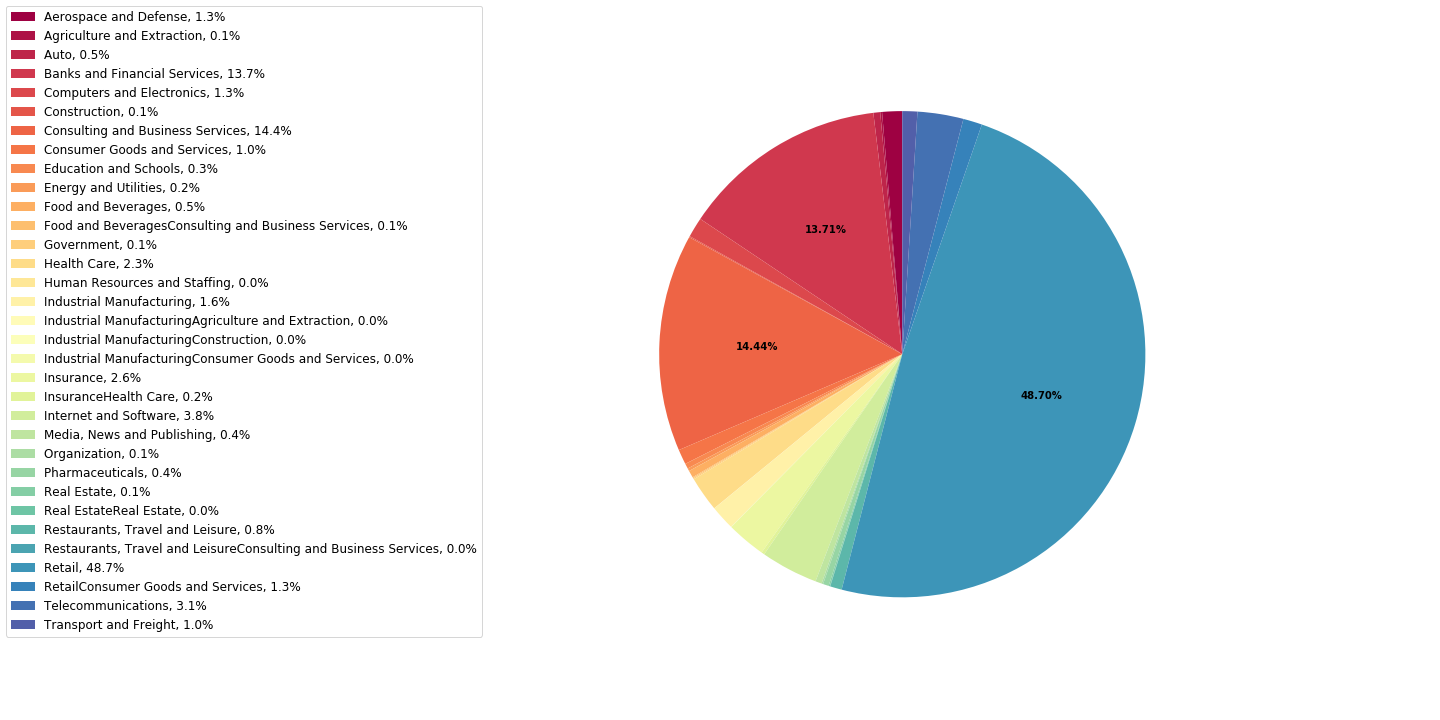 Aerospace and Defense, 1.3%
Agriculture and Extraction, 0.1%
Auto, 0.5%
Banks and Financial Services, 13.7%
Computers and Electronics, 1.3%
Construction, 0.1%
Consulting and Business Services, 14.4%
Consumer Goods and Services, 1.0%
Education and Schools, 0.3%
Energy and Utilities, 0.2%
Food and Beverages, 0.5%
Food and BeveragesConsulting and Business Services, 0.1%
Government, 0.1%
Health Care, 2.3%
Human Resources and Staffing, 0.0%
Industrial Manufacturing, 1.6%
Industrial ManufacturingAgriculture and Extraction, 0.0%
Industrial ManufacturingConstruction, 0.0%
Industrial ManufacturingConsumer Goods and Services, 0.0%
Insurance, 2.6%
InsuranceHealth Care, 0.2%
Internet and Software, 3.8%
Media, News and Publishing, 0.4%
Organization, 0.1%
Pharmaceuticals, 0.4%
Real Estate, 0.1%
Real EstateReal Estate, 0.0%
Restaurants, Travel and Leisure, 0.8%
Restaurants, Travel and LeisureConsulting and Business Services, 0.0%
Retail, 48.7%
RetailConsumer Goods and Services, 1.3%
Telecommunications, 3.1%
Transport and Freight, 1.0%
13.71%
14.44%
48.70%